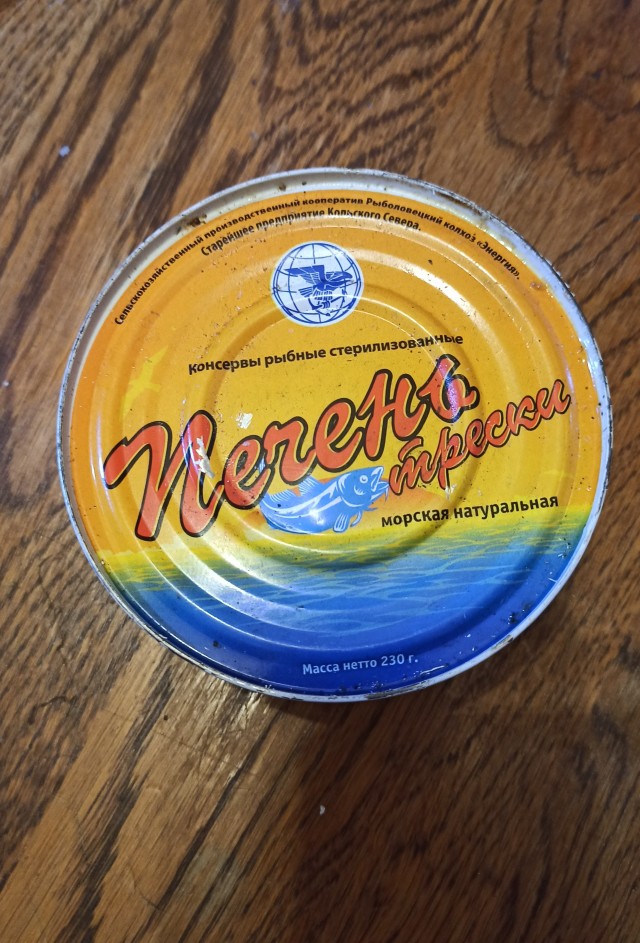 Сельскохозяйственный производственный кооператив Рыболовецкий колхоз «Энергия».
Старейшее предприятие Кольского Севера.
консервы рыбные стерилизованные
Печень
трески
морская натуральная
Масса нетто 230 г.